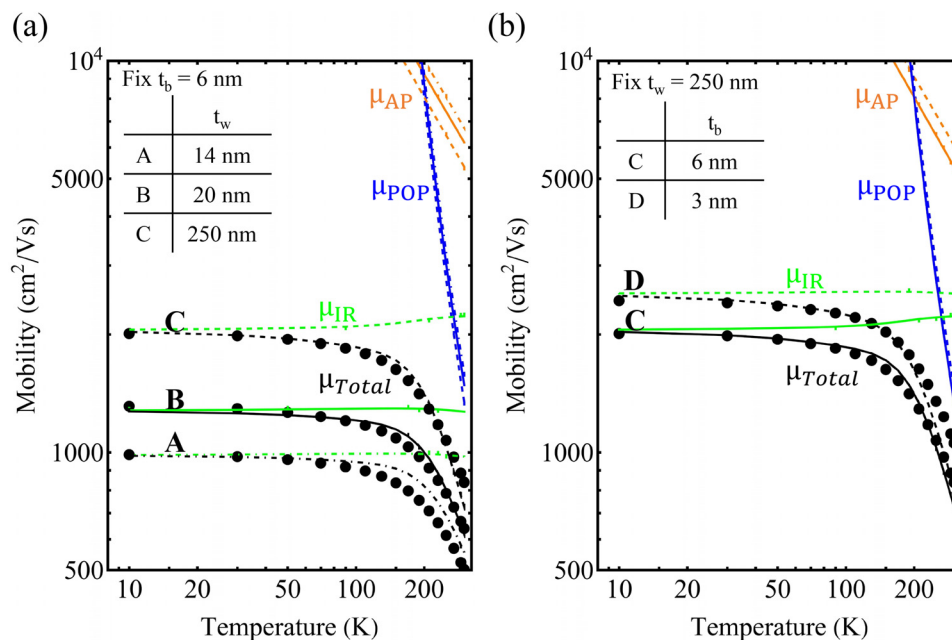 (a)
10⁴
Fix t_b = 6 nm
t_w
A 14 nm
B 20 nm
C 250 nm
μ_AP
μ_POP
5000
μ_IR
C
B
A
μ_Total
1000
500
Mobility (cm²/Vs)
10 20 50 100 200
Temperature (K)
(b)
10⁴
Fix t_w = 250 nm
t_b
C 6 nm
D 3 nm
μ_AP
μ_POP
5000
D
μ_IR
C
μ_Total
1000
500
Mobility (cm²/Vs)
10 20 50 100 200
Temperature (K)